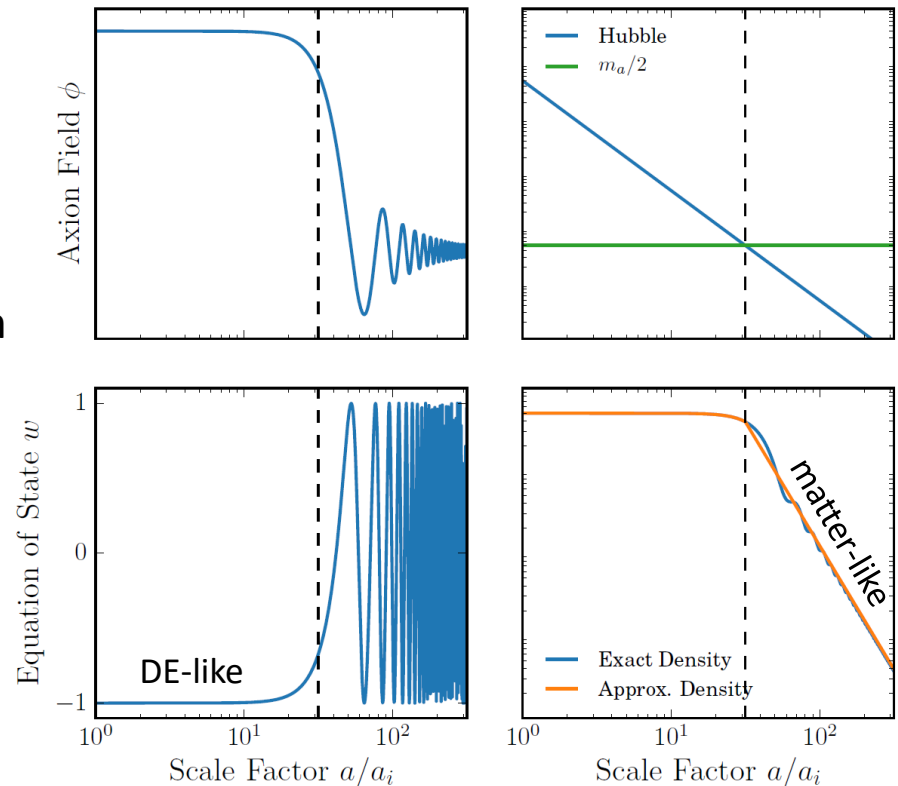 Axion Field $\phi$
Hubble
$m_a/2$
n
Equation of State $w$
1
0
−1
DE-like
$10^0$ $10^1$ $10^2$
Scale Factor $a/a_i$
matter-like
Exact Density
Approx. Density
$10^0$ $10^1$ $10^2$
Scale Factor $a/a_i$